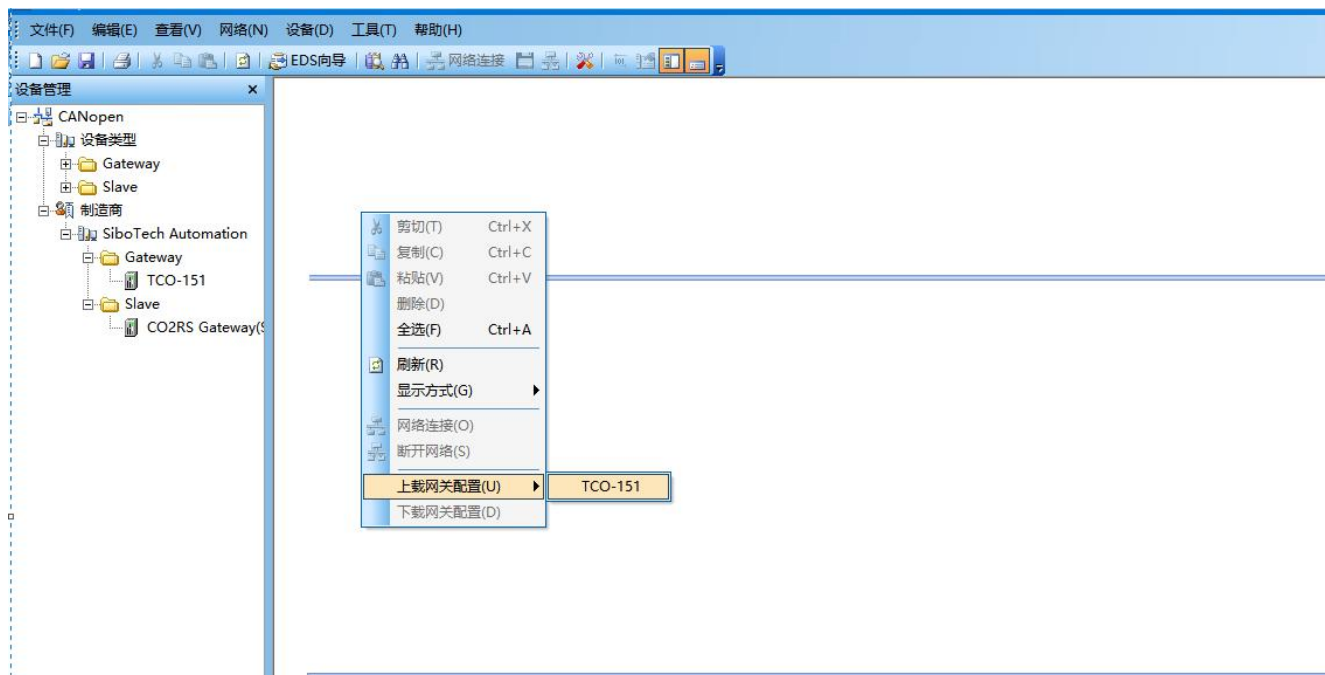 文件(F) 编辑(E) 查看(V) 网络(N) 设备(D) 工具(T) 帮助(H)
EDS向导 网络连接
设备管理
CANopen
设备类型
Gateway
Slave
制造商
SiboTech Automation
Gateway
TCO-151
Slave
CO2RS Gateway(S
剪切(T) Ctrl+X
复制(C) Ctrl+C
粘贴(V) Ctrl+V
删除(D)
全选(F) Ctrl+A
刷新(R)
显示方式(G)
网络连接(O)
断开网络(S)
上载网关配置(U)
TCO-151
下载网关配置(D)